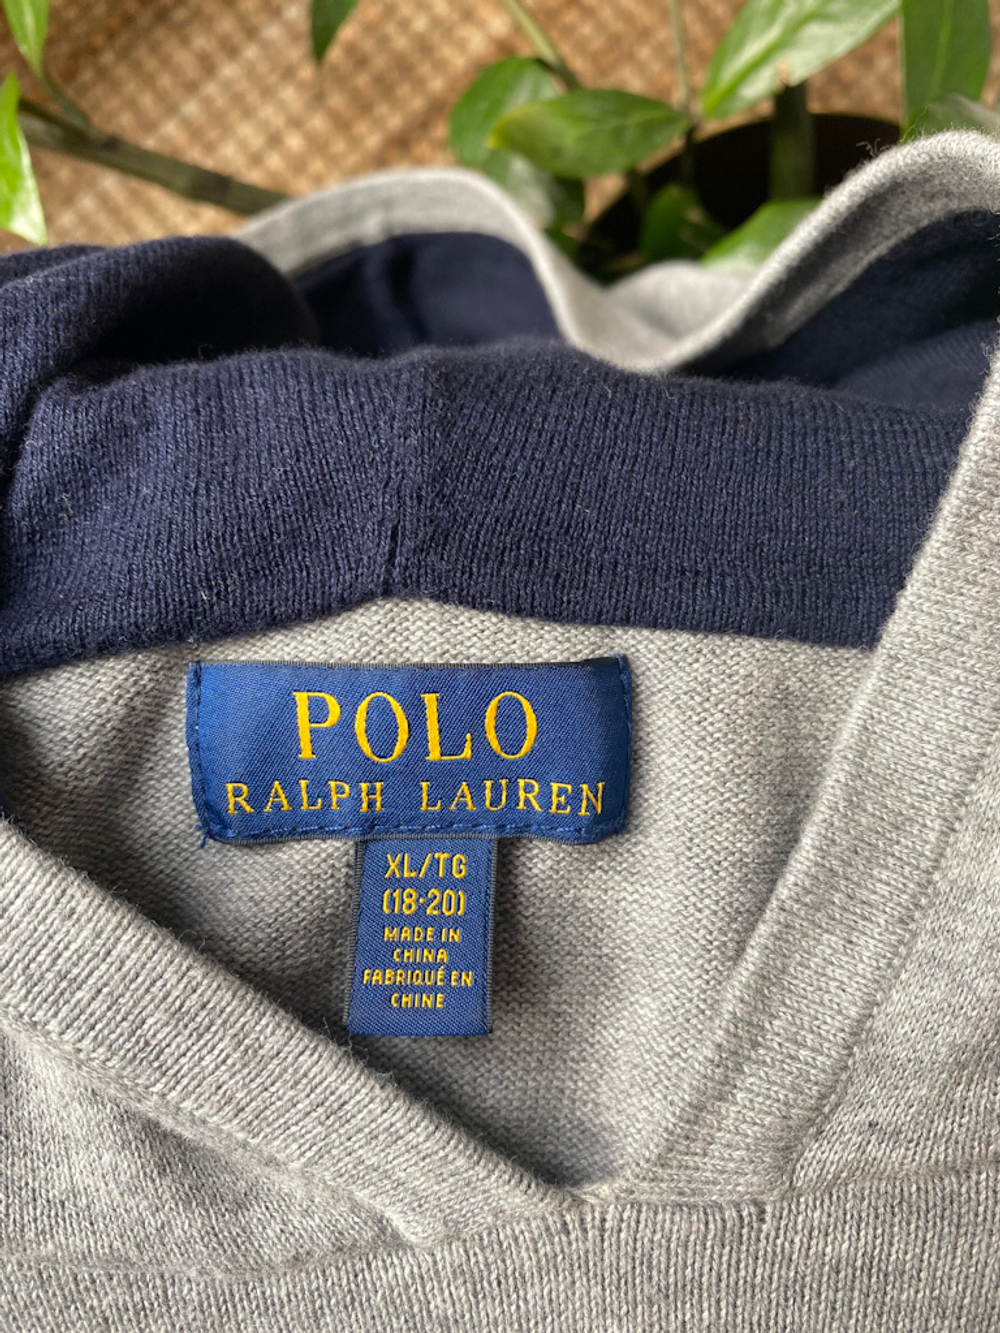 POLO
RALPH LAUREN
XL/TG
(18-20)
MADE IN
CHINA
FABRIQUÉ EN
CHINE